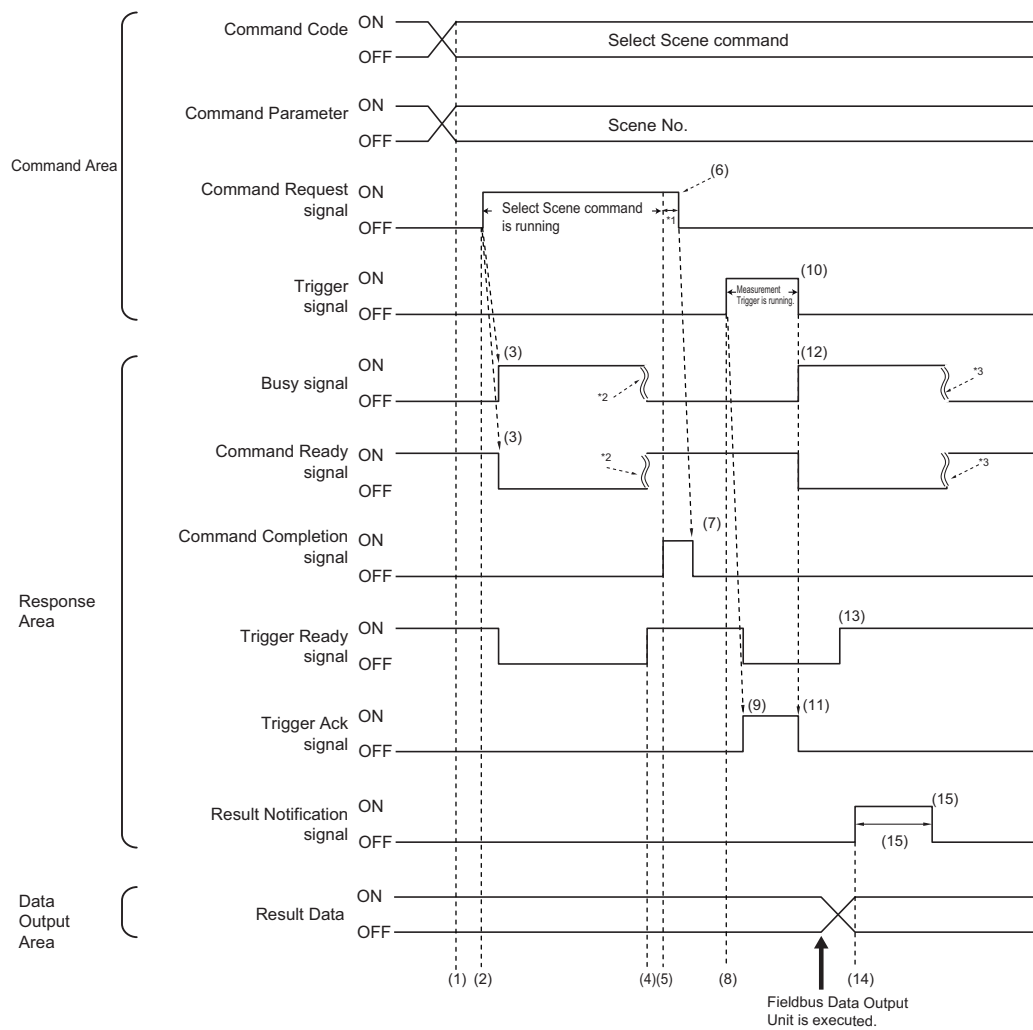 Command Area
Command Code
ON
OFF
Select Scene command
Command Parameter
ON
OFF
Scene No.
Command Request
signal
ON
OFF
Select Scene command
is running
*1
(6)
Trigger
signal
ON
OFF
Measurement
Trigger is running.
(10)
Response
Area
Busy signal
ON
OFF
(3)
*2
(12)
*3
Command Ready
signal
ON
OFF
(3)
*2
*3
Command Completion
signal
ON
OFF
(7)
Trigger Ready
signal
ON
OFF
(13)
Trigger Ack
signal
ON
OFF
(9)
(11)
Result Notification
signal
ON
OFF
(15)
(15)
Data
Output
Area
Result Data
ON
OFF
(1) (2) (4)(5) (8) (14)
Fieldbus Data Output
Unit is executed.